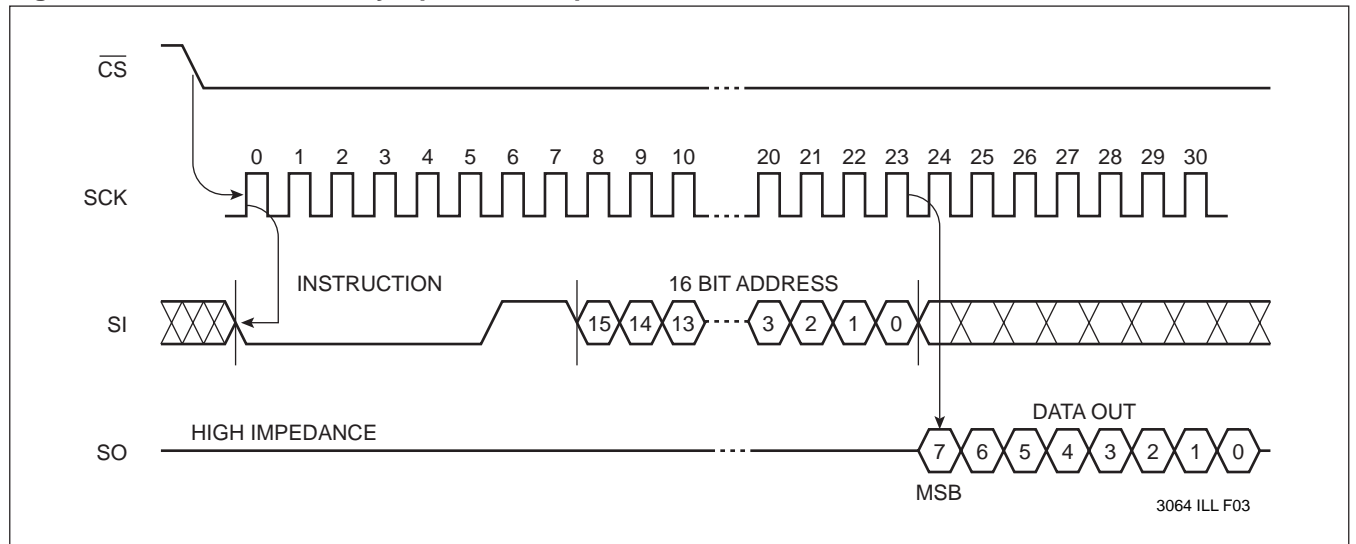 CS
0 1 2 3 4 5 6 7 8 9 10 20 21 22 23 24 25 26 27 28 29 30
SCK
INSTRUCTION 16 BIT ADDRESS
SI 15 14 13 3 2 1 0
DATA OUT
HIGH IMPEDANCE
SO 7 6 5 4 3 2 1 0
MSB
3064 ILL F03